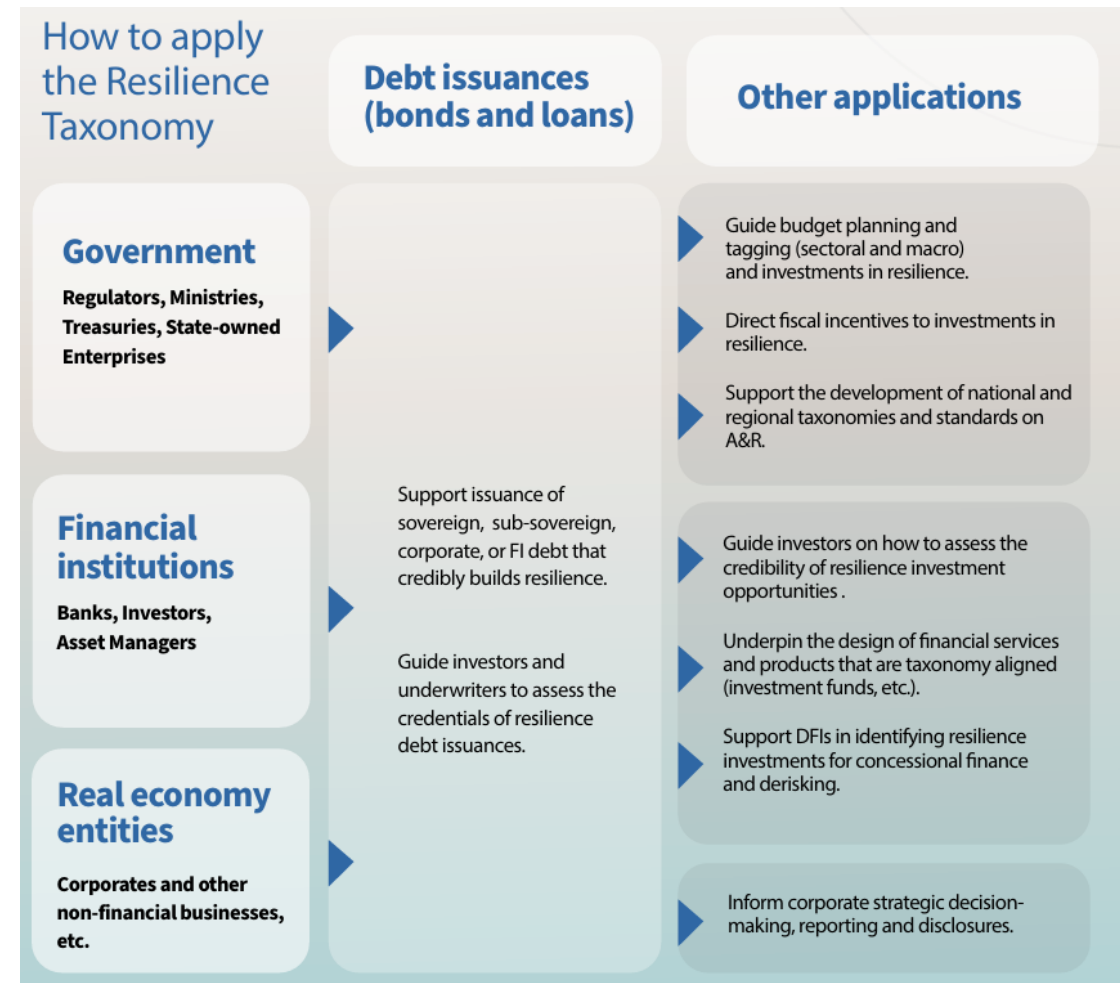 How to apply
the Resilience
Taxonomy
Debt issuances
(bonds and loans)
Other applications
Government
Regulators, Ministries,
Treasuries, State-owned
Enterprises
Financial
institutions
Banks, Investors,
Asset Managers
Real economy
entities
Corporates and other
non-financial businesses,
etc.
Support issuance of
sovereign, sub-sovereign,
corporate, or FI debt that
credibly builds resilience.
Guide investors and
underwriters to assess the
credentials of resilience
debt issuances.
Guide budget planning and
tagging (sectoral and macro)
and investments in resilience.
Direct fiscal incentives to investments in
resilience.
Support the development of national and
regional taxonomies and standards on
A&R.
Guide investors on how to assess the
credibility of resilience investment
opportunities .
Underpin the design of financial services
and products that are taxonomy aligned
(investment funds, etc.).
Support DFIs in identifying resilience
investments for concessional finance
and derisking.
Inform corporate strategic decision-
making, reporting and disclosures.